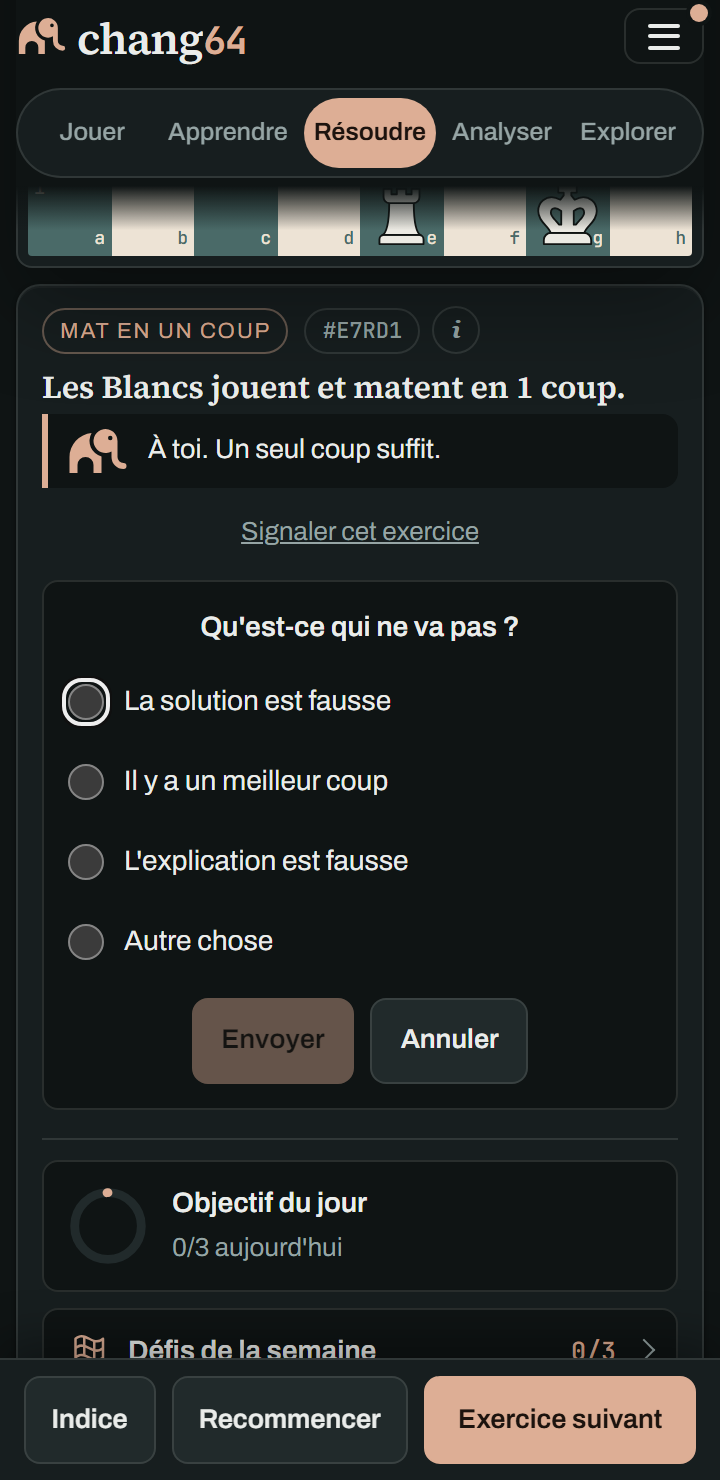 chang64
Jouer Apprendre Résoudre Analyser Explorer
a b c d e f g h
MAT EN UN COUP #E7RD1 i
Les Blancs jouent et matent en 1 coup.
À toi. Un seul coup suffit.
Signaler cet exercice
Qu'est-ce qui ne va pas ?
La solution est fausse
Il y a un meilleur coup
L'explication est fausse
Autre chose
Envoyer Annuler
Objectif du jour
0/3 aujourd'hui
Défis de la semaine 0/3
Indice Recommencer Exercice suivant